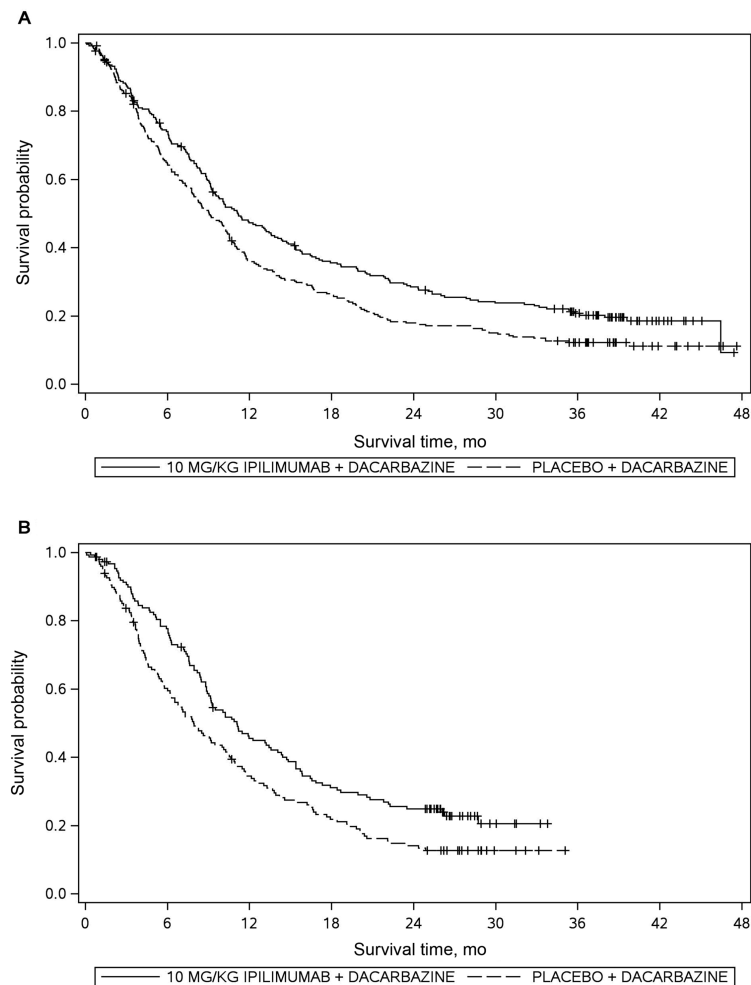 A
1.0
0.8
0.6
0.4
0.2
0.0
Survival probability
0 6 12 18 24 30 36 42 48
Survival time, mo
10 MG/KG IPILIMUMAB + DACARBAZINE PLACEBO + DACARBAZINE
B
1.0
0.8
0.6
0.4
0.2
0.0
Survival probability
0 6 12 18 24 30 36 42 48
Survival time, mo
10 MG/KG IPILIMUMAB + DACARBAZINE PLACEBO + DACARBAZINE